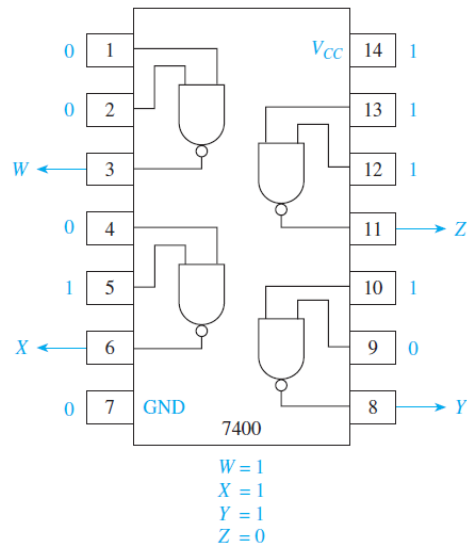 0 1 V_CC 14 1
0 2 13 1
W 3 12 1
0 4 11 Z
1 5 10 1
X 6 9 0
0 7 GND 8 Y
7400
W = 1
X = 1
Y = 1
Z = 0